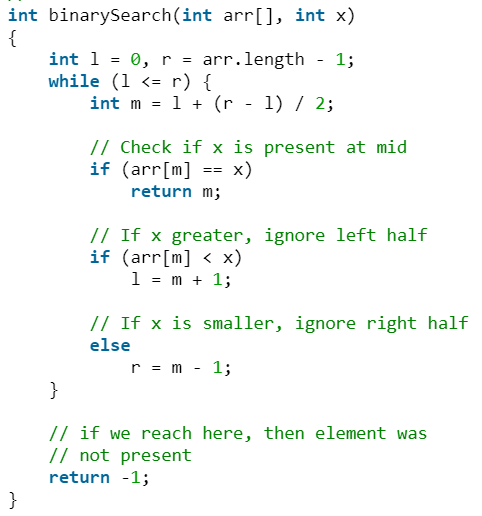 int binarySearch(int arr[], int x)
{
    int l = 0, r = arr.length - 1;
    while (l <= r) {
        int m = l + (r - l) / 2;

        // Check if x is present at mid
        if (arr[m] == x)
            return m;

        // If x greater, ignore left half
        if (arr[m] < x)
            l = m + 1;

        // If x is smaller, ignore right half
        else
            r = m - 1;
    }

    // if we reach here, then element was
    // not present
    return -1;
}